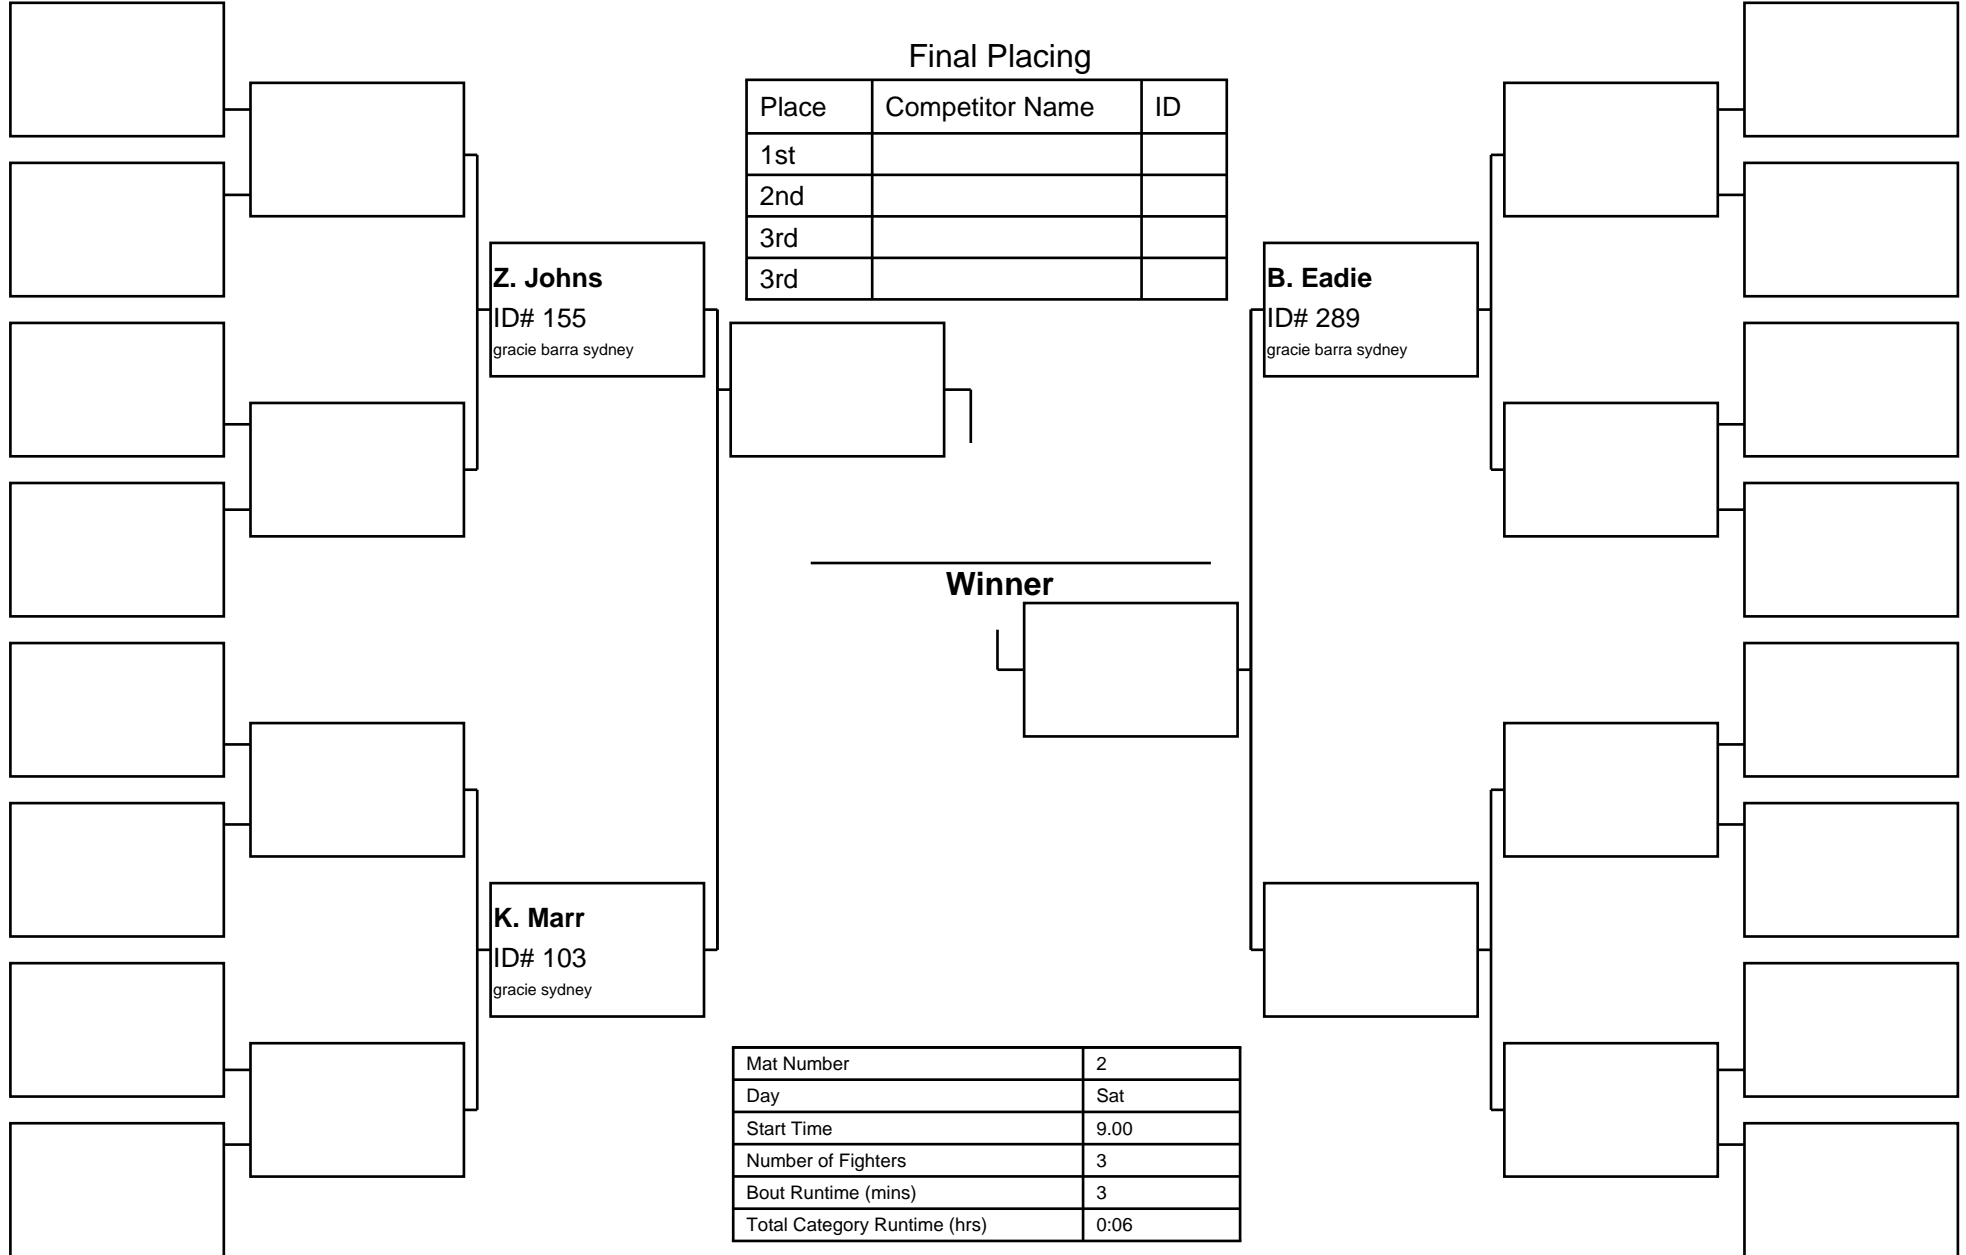 Final Placing
Place Competitor Name ID
1st
2nd
3rd
3rd
Z. Johns
ID# 155
gracie barra sydney
B. Eadie
ID# 289
gracie barra sydney
Winner
K. Marr
ID# 103
gracie sydney
Mat Number 2
Day Sat
Start Time 9.00
Number of Fighters 3
Bout Runtime (mins) 3
Total Category Runtime (hrs) 0:06